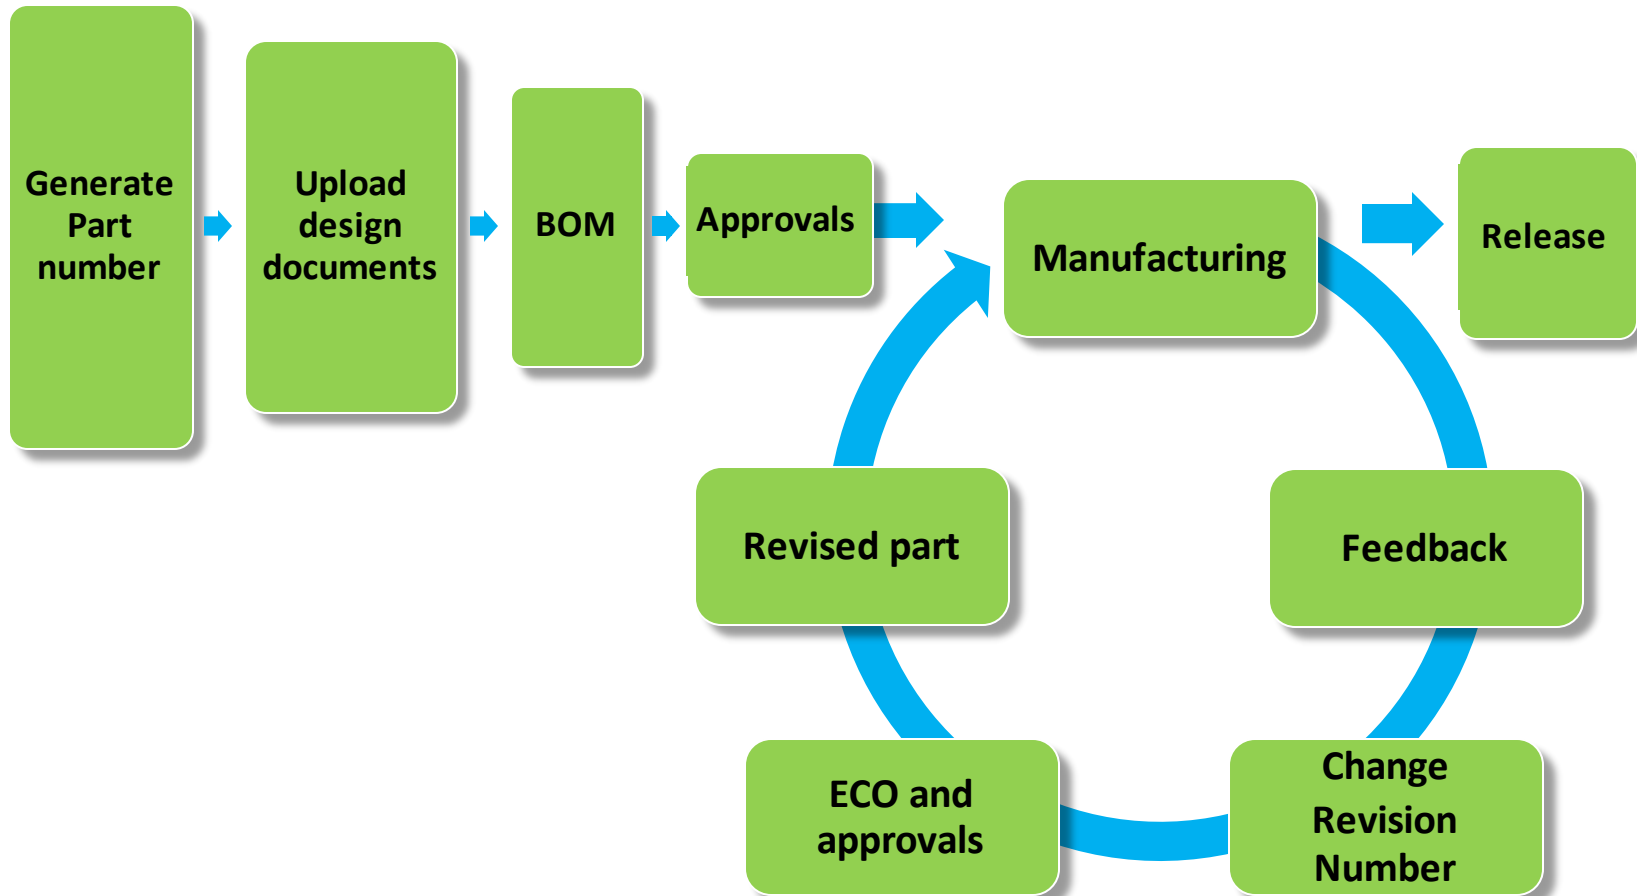 Generate
Part
number
Upload
design
documents
BOM
Approvals
Manufacturing
Release
Revised part
Feedback
ECO and
approvals
Change
Revision
Number